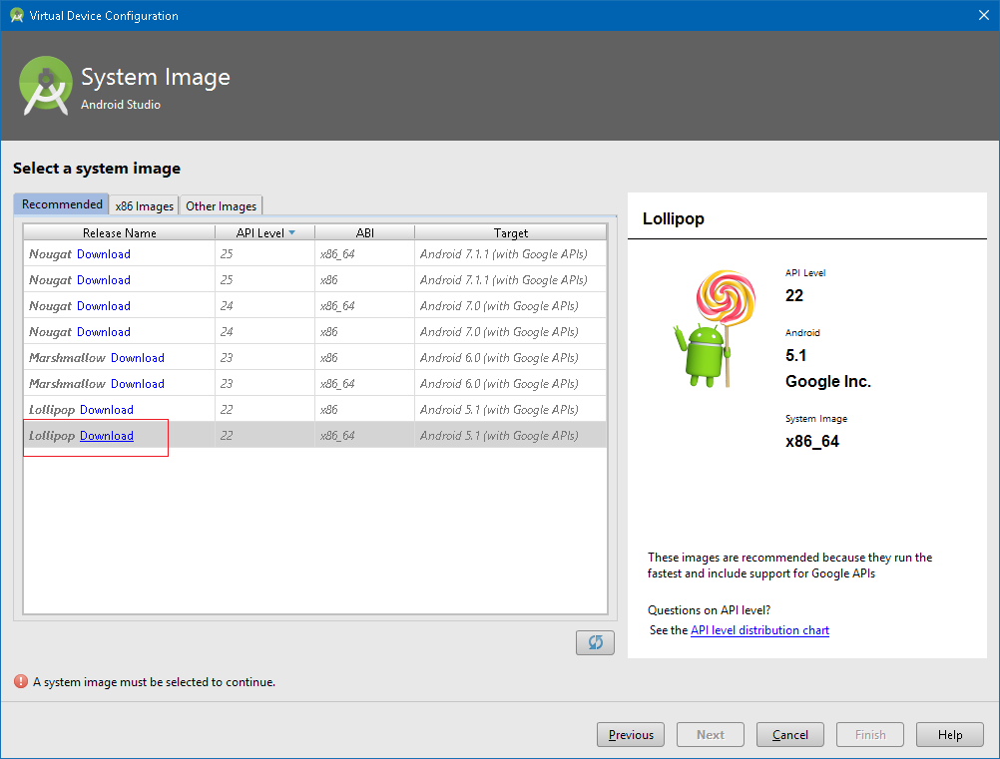 Virtual Device Configuration
System Image
Android Studio
Select a system image
Recommended x86 Images Other Images
Release Name API Level ABI Target
Nougat Download 25 x86_64 Android 7.1.1 (with Google APIs)
Nougat Download 25 x86 Android 7.1.1 (with Google APIs)
Nougat Download 24 x86_64 Android 7.0 (with Google APIs)
Nougat Download 24 x86 Android 7.0 (with Google APIs)
Marshmallow Download 23 x86 Android 6.0 (with Google APIs)
Marshmallow Download 23 x86_64 Android 6.0 (with Google APIs)
Lollipop Download 22 x86 Android 5.1 (with Google APIs)
Lollipop Download 22 x86_64 Android 5.1 (with Google APIs)
Lollipop
API Level
22
Android
5.1
Google Inc.
System Image
x86_64
These images are recommended because they run the
fastest and include support for Google APIs
Questions on API level?
See the API level distribution chart
A system image must be selected to continue.
Previous Next Cancel Finish Help